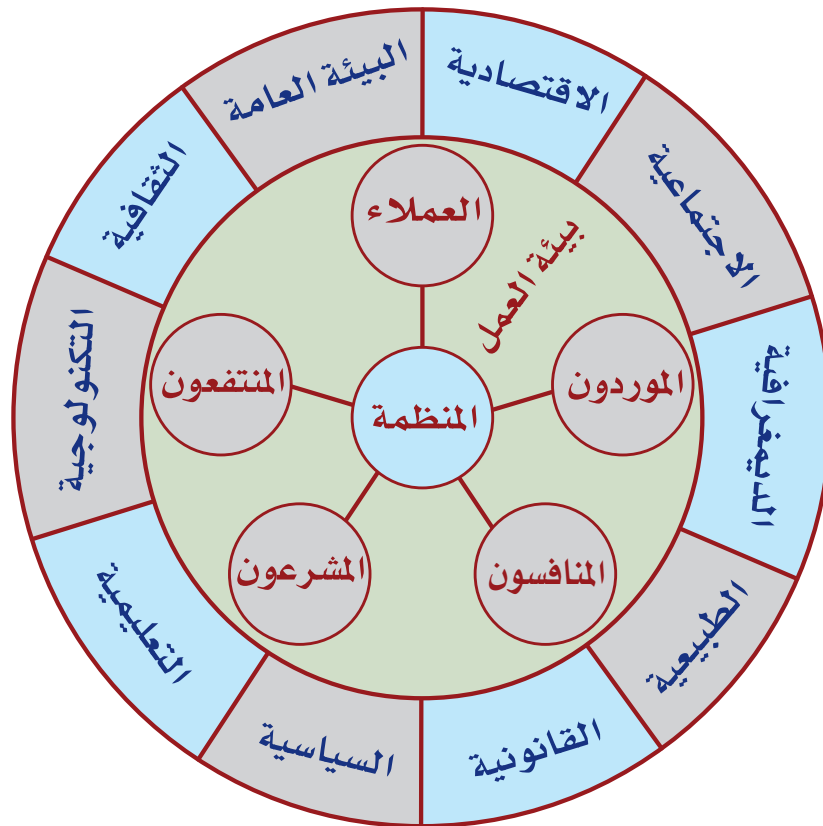 البيئة العامة
الاقتصادية
الاجتماعية
الديمغرافية
الطبيعية
القانونية
السياسية
التعليمية
التكنولوجية
الثقافية
بيئة العمل
العملاء
الموردون
المنافسون
المشرعون
المنتفعون
المنظمة